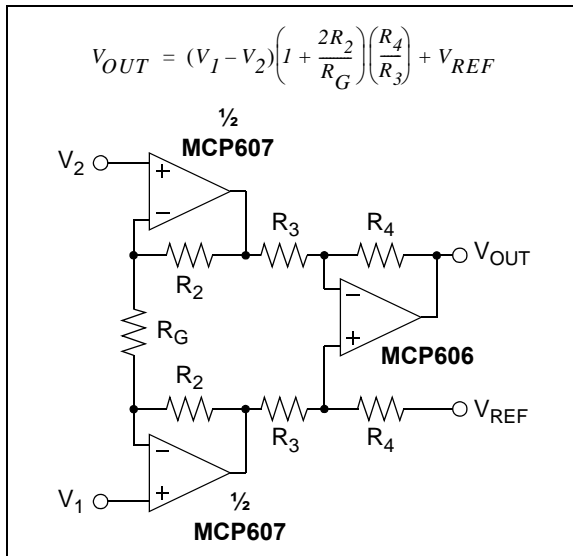 V_OUT = (V_1 – V_2)(1 + 2R_2/R_G)(R_4/R_3) + V_REF
½
MCP607
V_2
+
–
R_3
R_4
V_OUT
R_2
–
+
R_G
MCP606
R_2
V_REF
R_3
R_4
–
+
V_1
½
MCP607